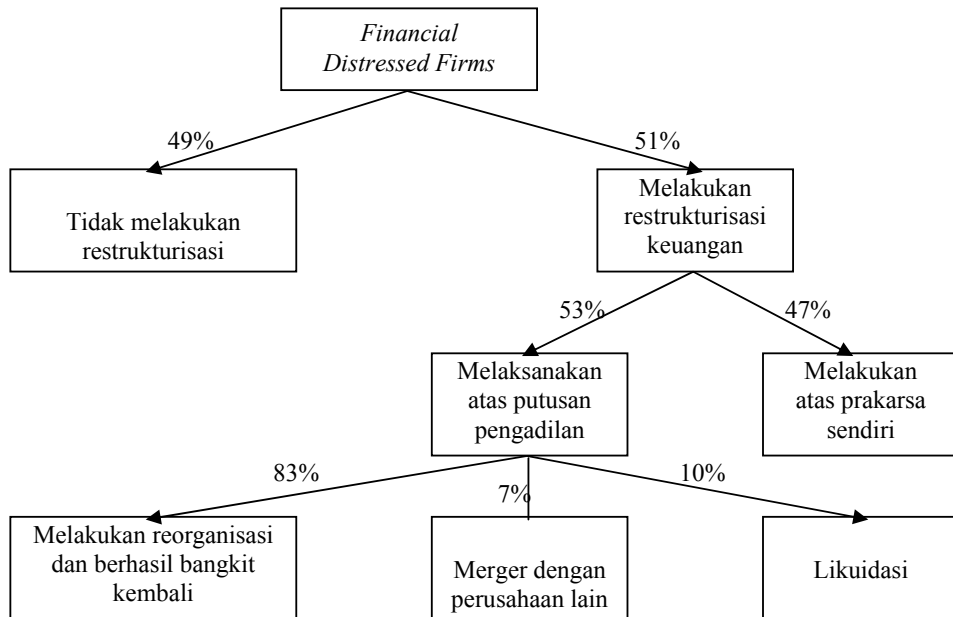 Financial
Distressed Firms
49%
51%
Tidak melakukan
restrukturisasi
Melakukan
restrukturisasi
keuangan
53%
47%
Melaksanakan
atas putusan
pengadilan
Melakukan
atas prakarsa
sendiri
83%
7%
10%
Melakukan reorganisasi
dan berhasil bangkit
kembali
Merger dengan
perusahaan lain
Likuidasi